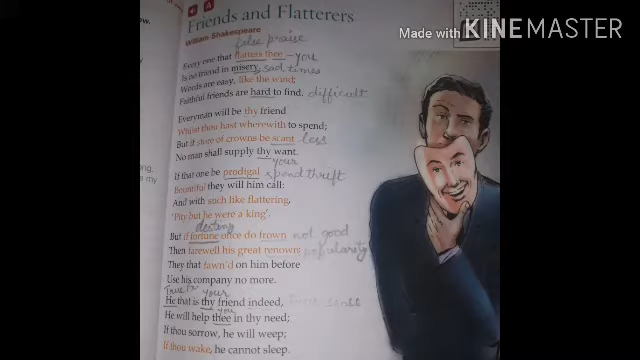 A
Friends and Flatterers
William Shakespeare
false praise
Every one that flatters thee – you
Is no friend in misery, sad times
Words are easy, like the wind;
Faithful friends are hard to find. difficult
Everyman will be thy friend
Whilst thou hast wherewith to spend;
But if store of crowns be scant less
No man shall supply thy want.
your
If that one be prodigal spend thrift
Bountiful they will him call:
And with such like flattering,
'Pity but he were a king'.
destiny
But if fortune once do frown not good
Then farewell his great renown: popularity
They that fawn'd on him before
Use his company no more.
True fr your
He that is thy friend indeed,
you
He will help thee in thy need;
If thou sorrow, he will weep;
If thou wake, he cannot sleep.
Made with KINEMASTER
ow.
ng,
s my